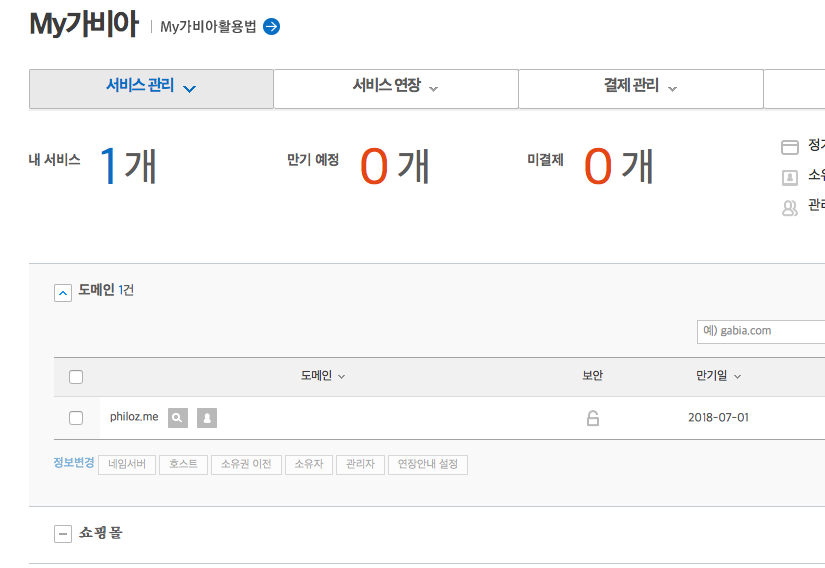 My가비아 | My가비아활용법
서비스 관리 서비스 연장 결제 관리
내 서비스 1 개 만기 예정 0 개 미결제 0 개
정기
소유
관리
도메인 1건
예) gabia.com
도메인 보안 만기일
philoz.me 2018-07-01
정보변경 네임서버 호스트 소유권 이전 소유자 관리자 연장안내 설정
쇼핑몰